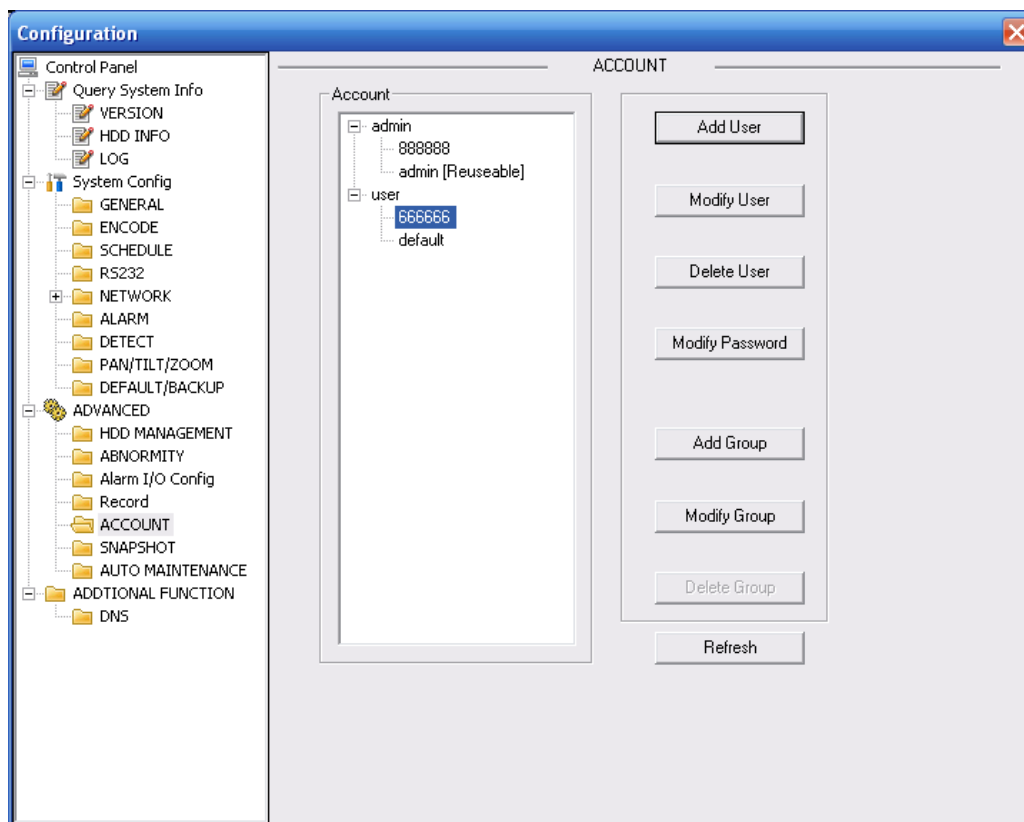 Configuration
Control Panel
Query System Info
VERSION
HDD INFO
LOG
System Config
GENERAL
ENCODE
SCHEDULE
RS232
NETWORK
ALARM
DETECT
PAN/TILT/ZOOM
DEFAULT/BACKUP
ADVANCED
HDD MANAGEMENT
ABNORMITY
Alarm I/O Config
Record
ACCOUNT
SNAPSHOT
AUTO MAINTENANCE
ADDTIONAL FUNCTION
DNS
ACCOUNT
Account
admin
888888
admin [Reuseable]
user
666666
default
Add User
Modify User
Delete User
Modify Password
Add Group
Modify Group
Delete Group
Refresh